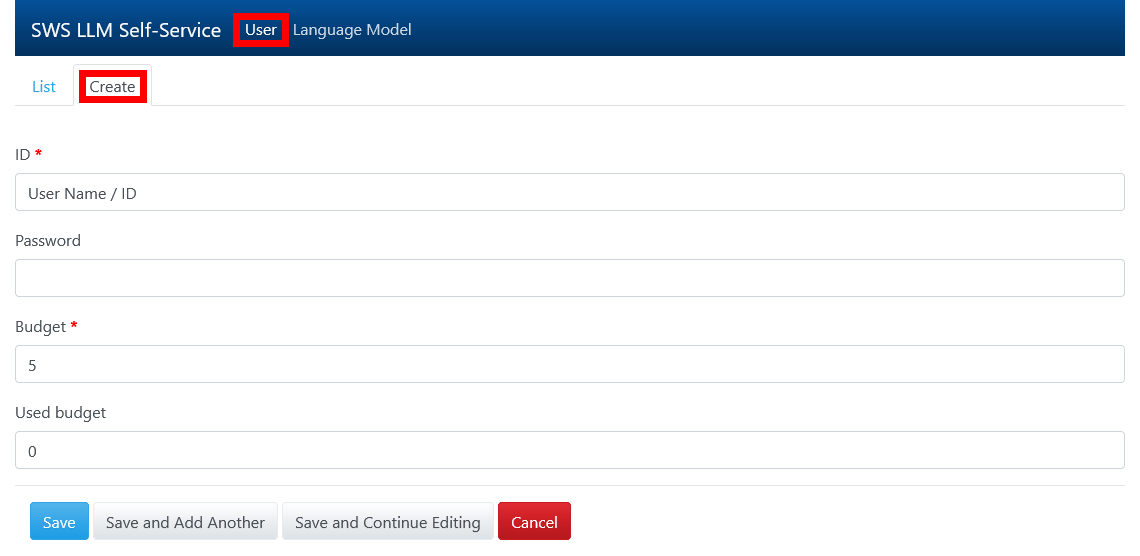 SWS LLM Self-Service User Language Model
List Create
ID *
User Name / ID
Password
Budget *
5
Used budget
0
Save Save and Add Another Save and Continue Editing Cancel